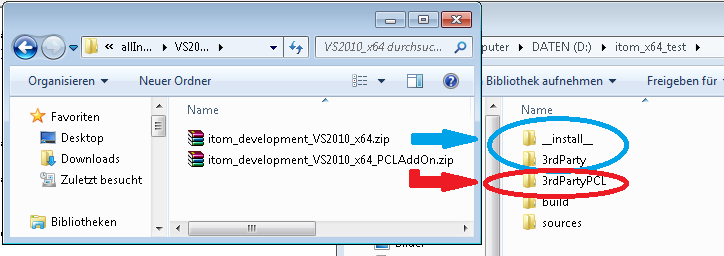 « allIn... ▸ VS20... ▸
VS2010_x64 durchsuc...
Organisieren
Neuer Ordner
Name
Favoriten
Desktop
Downloads
Zuletzt besucht
Bibliotheken
itom_development_VS2010_x64.zip
itom_development_VS2010_x64_PCLAddOn.zip
puter ▸ DATEN (D:) ▸ itom_x64_test ▸
Bibliothek aufnehmen
Freigeben für
Name
__install__
3rdParty
3rdPartyPCL
build
sources